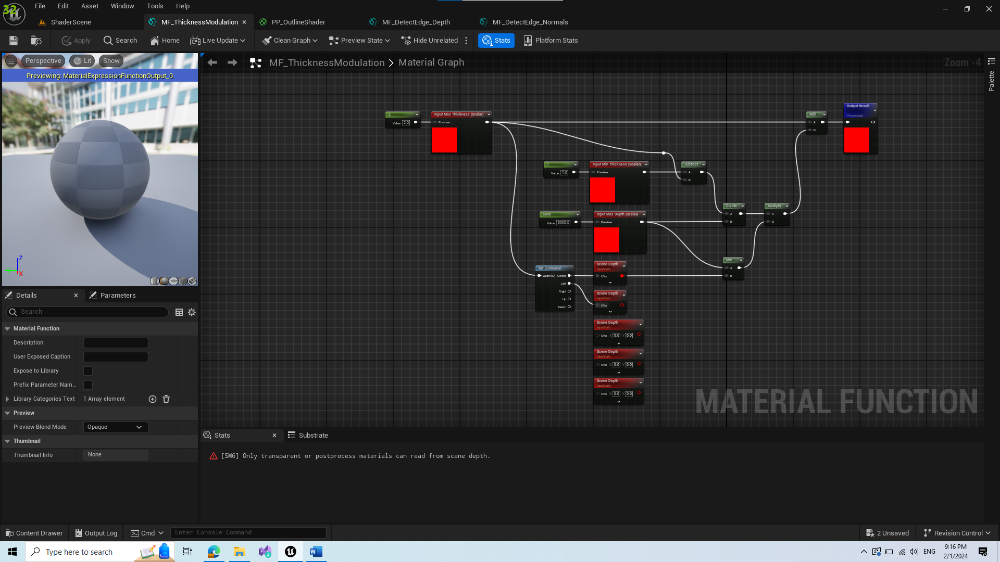 32
File Edit Asset Window Tools Help
ShaderScene
MF_ThicknessModulation
PP_OutlineShader
MF_DetectEdge_Depth
MF_DetectEdge_Normals
Apply
Search
Home
Live Update
Clean Graph
Preview State
Hide Unrelated
Stats
Platform Stats
Perspective
Lit
Show
Previewing: MaterialExpressionFunctionOutput_0
Z
X
MF_ThicknessModulation
Material Graph
Zoom -4
Palette
2
Value 2.0
Input Max Thickness (Scalar)
Preview
Add
A
B
Output Result
Previewing
1
Value 1.0
Input Min Thickness (Scalar)
Preview
Subtract
A
B
5000
Value 5000.0
Input Max Depth (Scalar)
Preview
Divide
A
B
Multiply
A
B
Min
A
B
MF_GetKernel
Width(S) Center
Left
Right
Up
Down
Scene Depth
Input Data
UVs
Scene Depth
Input Data
UVs
Scene Depth
Input Data
UVs X 0.0 Y 0.0
Scene Depth
Input Data
UVs X 0.0 Y 0.0
Scene Depth
Input Data
UVs X 0.0 Y 0.0
MATERIAL FUNCTION
Details
Parameters
Search
Material Function
Description
User Exposed Caption
Expose to Library
Prefix Parameter Nam...
Library Categories Text 1 Array element
Preview
Preview Blend Mode Opaque
Thumbnail
Thumbnail Info None
Stats
Substrate
[SM6] Only transparent or postprocess materials can read from scene depth.
Content Drawer
Output Log
Cmd
Enter Console Command
2 Unsaved
Revision Control
Type here to search
ENG
9:16 PM
2/1/2024